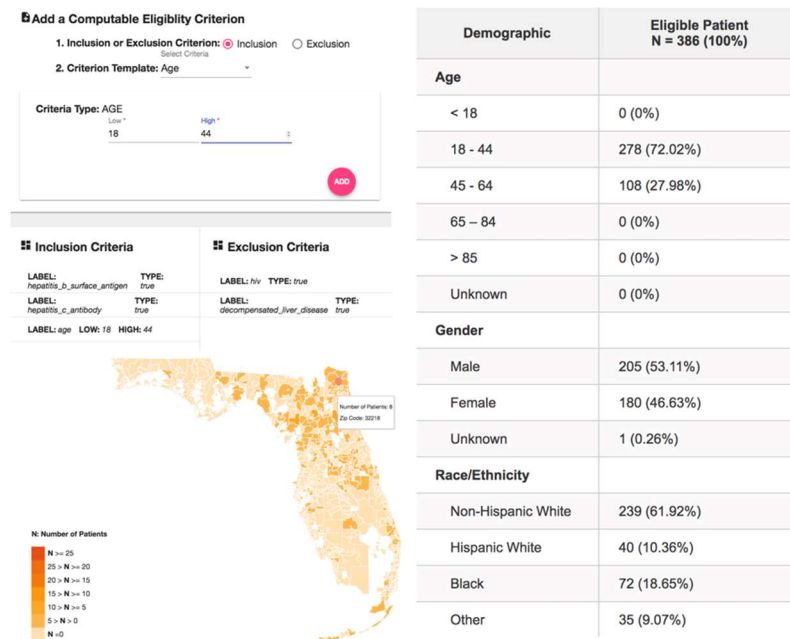 Add a Computable Eligiblity Criterion
1. Inclusion or Exclusion Criterion: Inclusion Exclusion
Select Criteria
2. Criterion Template: Age
Criteria Type: AGE
Low * High *
18 44
ADD
Inclusion Criteria
LABEL: TYPE:
hepatitis_b_surface_antigen true
LABEL: TYPE:
hepatitis_c_antibody true
LABEL: age LOW: 18 HIGH: 44
Exclusion Criteria
LABEL: hiv TYPE: true
LABEL: TYPE:
decompensated_liver_disease true
Number of Patients: 8
Zip Code: 32218
N: Number of Patients
N >= 25
25 > N >= 20
20 > N >= 15
15 > N >= 10
10 > N >= 5
5 > N > 0
N =0
Demographic Eligible Patient
N = 386 (100%)
Age
< 18 0 (0%)
18 - 44 278 (72.02%)
45 - 64 108 (27.98%)
65 – 84 0 (0%)
> 85 0 (0%)
Unknown 0 (0%)
Gender
Male 205 (53.11%)
Female 180 (46.63%)
Unknown 1 (0.26%)
Race/Ethnicity
Non-Hispanic White 239 (61.92%)
Hispanic White 40 (10.36%)
Black 72 (18.65%)
Other 35 (9.07%)